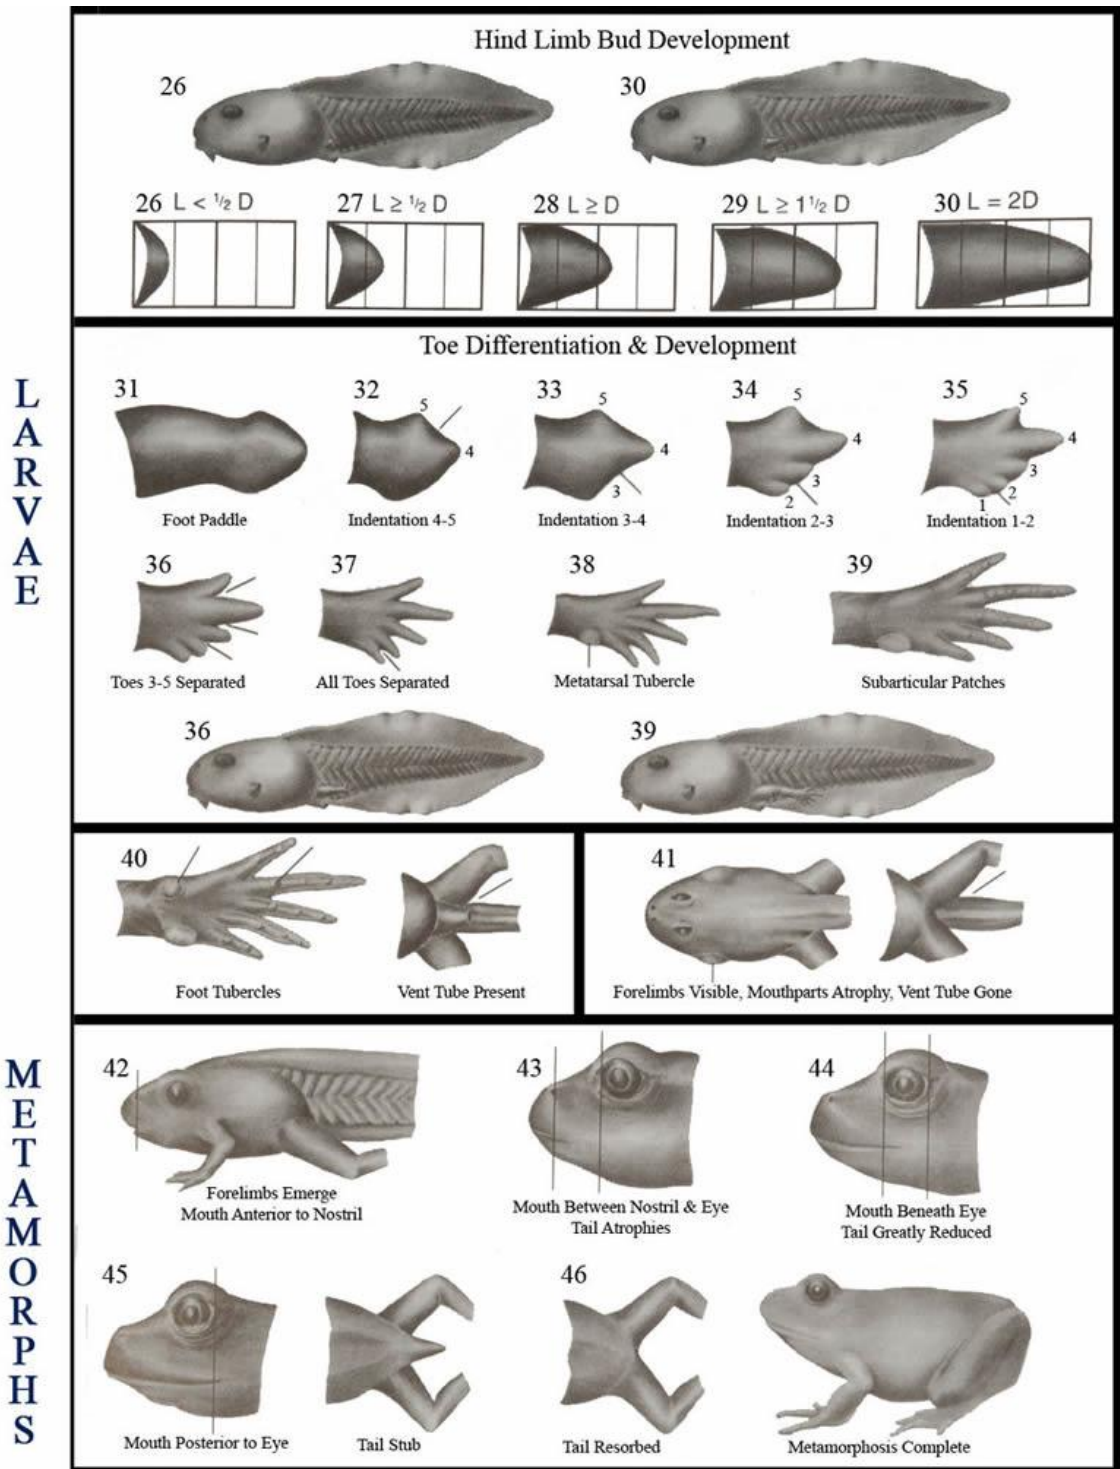 Hind Limb Bud Development
26
30
26 L < 1/2 D
27 L ≥ 1/2 D
28 L ≥ D
29 L ≥ 1 1/2 D
30 L = 2D
LARVAE
Toe Differentiation & Development
31
32
33
34
35
5
4
5
4
3
5
4
3
2
5
4
3
2
1
Foot Paddle
Indentation 4-5
Indentation 3-4
Indentation 2-3
Indentation 1-2
36
37
38
39
Toes 3-5 Separated
All Toes Separated
Metatarsal Tubercle
Subarticular Patches
36
39
40
41
Foot Tubercles
Vent Tube Present
Forelimbs Visible, Mouthparts Atrophy, Vent Tube Gone
METAMORPHS
42
43
44
Forelimbs Emerge
Mouth Anterior to Nostril
Mouth Between Nostril & Eye
Tail Atrophies
Mouth Beneath Eye
Tail Greatly Reduced
45
46
Mouth Posterior to Eye
Tail Stub
Tail Resorbed
Metamorphosis Complete